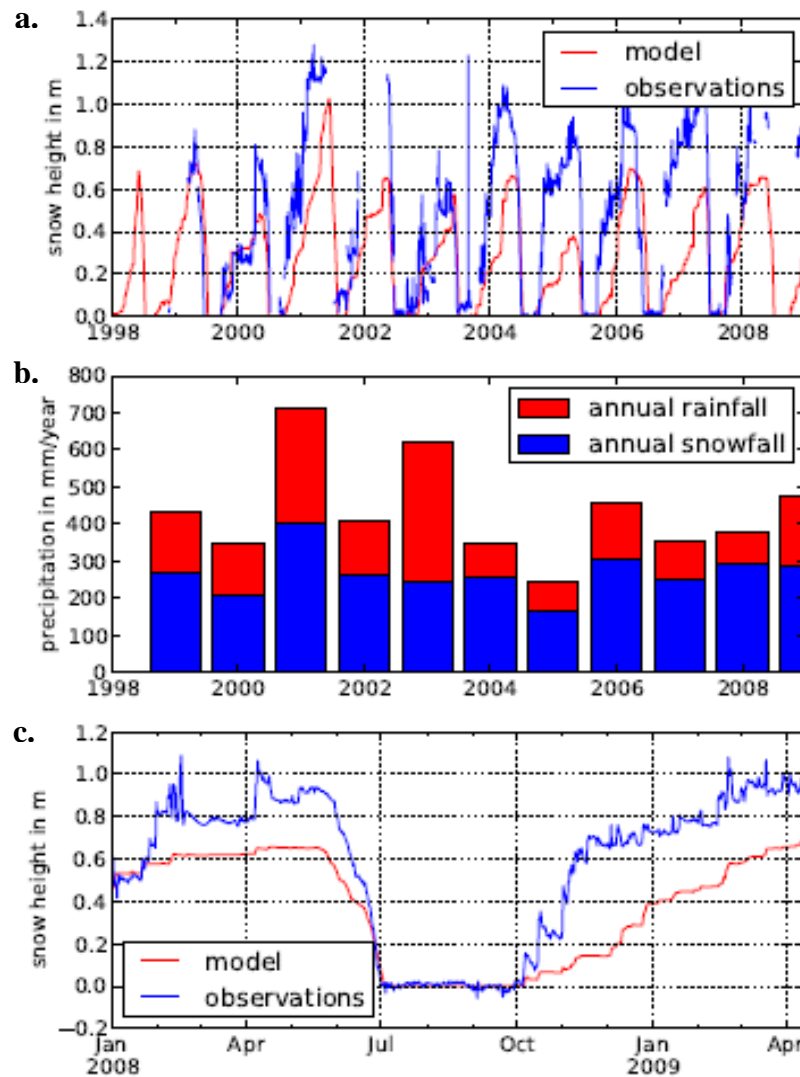 a.
1.4
1.2
1.0
0.8
0.6
0.4
0.2
0.0
snow height in m
model
observations
1998 2000 2002 2004 2006 2008
b.
800
700
600
500
400
300
200
100
0
precipitation in mm/year
annual rainfall
annual snowfall
1998 2000 2002 2004 2006 2008
c.
1.2
1.0
0.8
0.6
0.4
0.2
0.0
−0.2
snow height in m
model
observations
Jan Apr Jul Oct Jan Apr
2008 2009